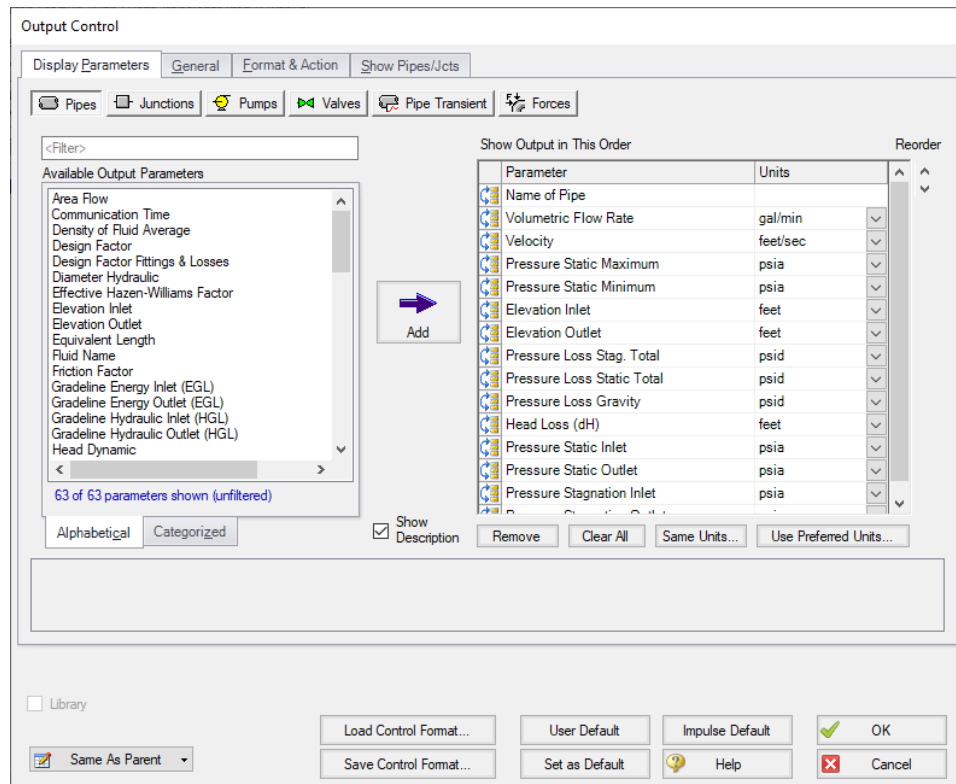 Output Control
Display Parameters General Format & Action Show Pipes/Jcts
Pipes Junctions Pumps Valves Pipe Transient Forces
<Filter>
Available Output Parameters
Area Flow
Communication Time
Density of Fluid Average
Design Factor
Design Factor Fittings & Losses
Diameter Hydraulic
Effective Hazen-Williams Factor
Elevation Inlet
Elevation Outlet
Equivalent Length
Fluid Name
Friction Factor
Gradeline Energy Inlet (EGL)
Gradeline Energy Outlet (EGL)
Gradeline Hydraulic Inlet (HGL)
Gradeline Hydraulic Outlet (HGL)
Head Dynamic
63 of 63 parameters shown (unfiltered)
Alphabetical Categorized
Add
Show
Description
Show Output in This Order Reorder
Parameter Units
Name of Pipe
Volumetric Flow Rate gal/min
Velocity feet/sec
Pressure Static Maximum psia
Pressure Static Minimum psia
Elevation Inlet feet
Elevation Outlet feet
Pressure Loss Stag. Total psid
Pressure Loss Static Total psid
Pressure Loss Gravity psid
Head Loss (dH) feet
Pressure Static Inlet psia
Pressure Static Outlet psia
Pressure Stagnation Inlet psia
Remove Clear All Same Units... Use Preferred Units...
Library
Same As Parent
Load Control Format... User Default Impulse Default OK
Save Control Format... Set as Default Help Cancel